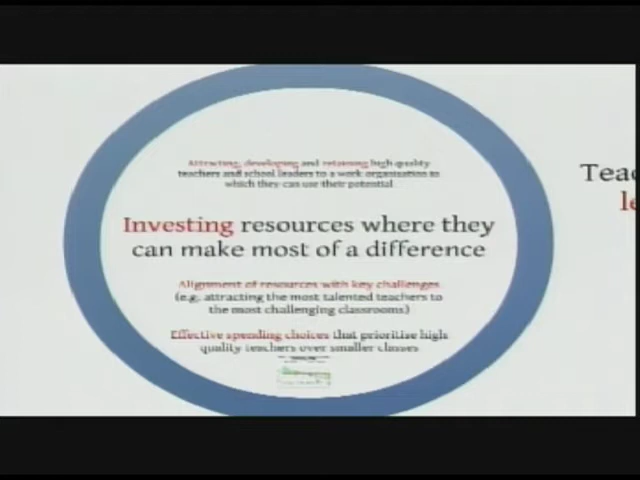 Attracting, developing and retaining high quality
teachers and school leaders to a work organisation in
which they can use their potential
Investing resources where they
can make most of a difference
Alignment of resources with key challenges
(e.g. attracting the most talented teachers to
the most challenging classrooms)
Effective spending choices that prioritise high
quality teachers over smaller classes